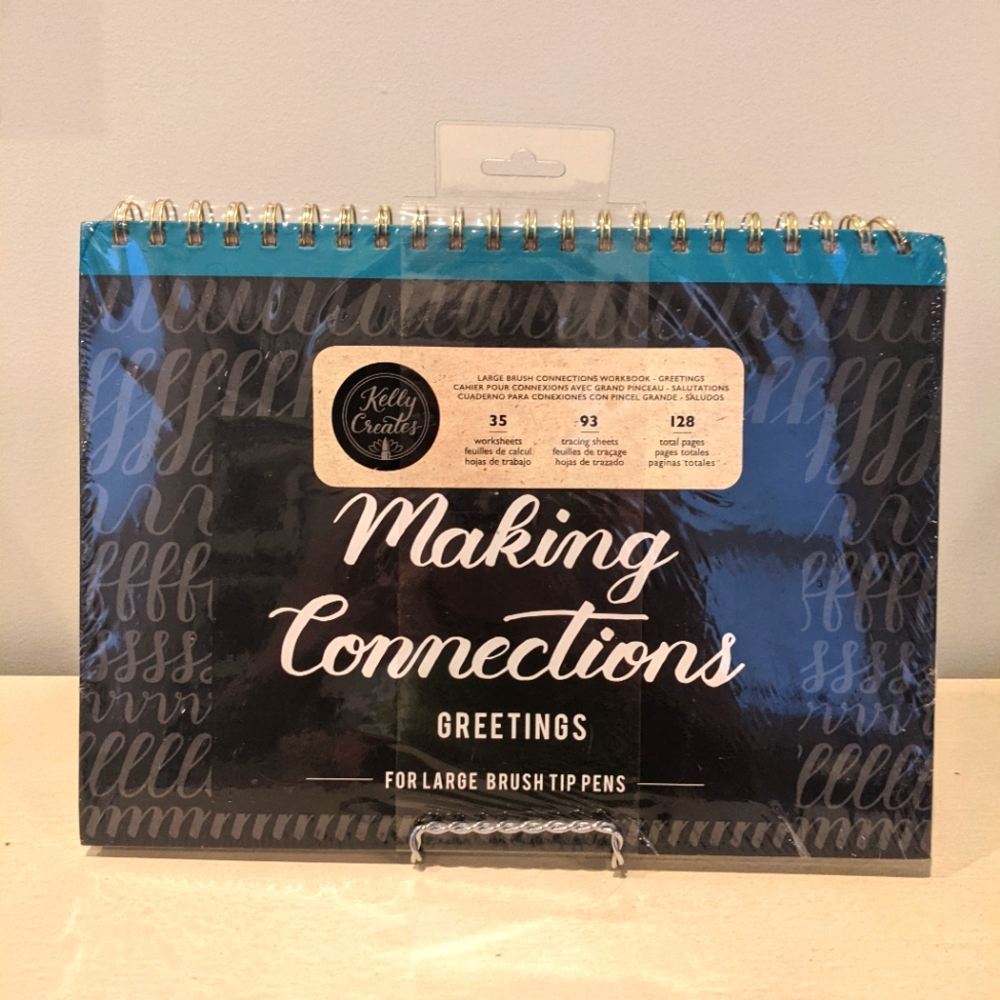 Kelly
Creates
LARGE BRUSH CONNECTIONS WORKBOOK - GREETINGS
CAHIER POUR CONNEXIONS AVEC GRAND PINCEAU - SALUTATIONS
CUADERNO PARA CONEXIONES CON PINCEL GRANDE - SALUDOS
35
worksheets
feuilles de calcul
hojas de trabajo
93
tracing sheets
feuilles de traçage
hojas de trazado
128
total pages
pages totales
paginas totales
Making
Connections
GREETINGS
FOR LARGE BRUSH TIP PENS